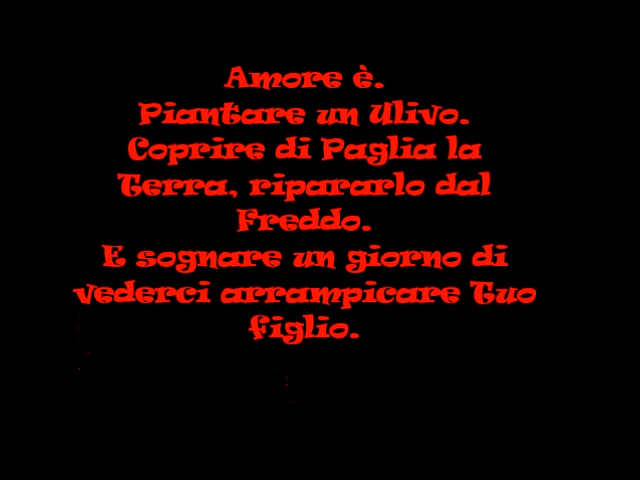 Amore è.
Piantare un Ulivo.
Coprire di Paglia la
Terra, ripararlo dal
Freddo.
E sognare un giorno di
vederci arrampicare Tuo
figlio.